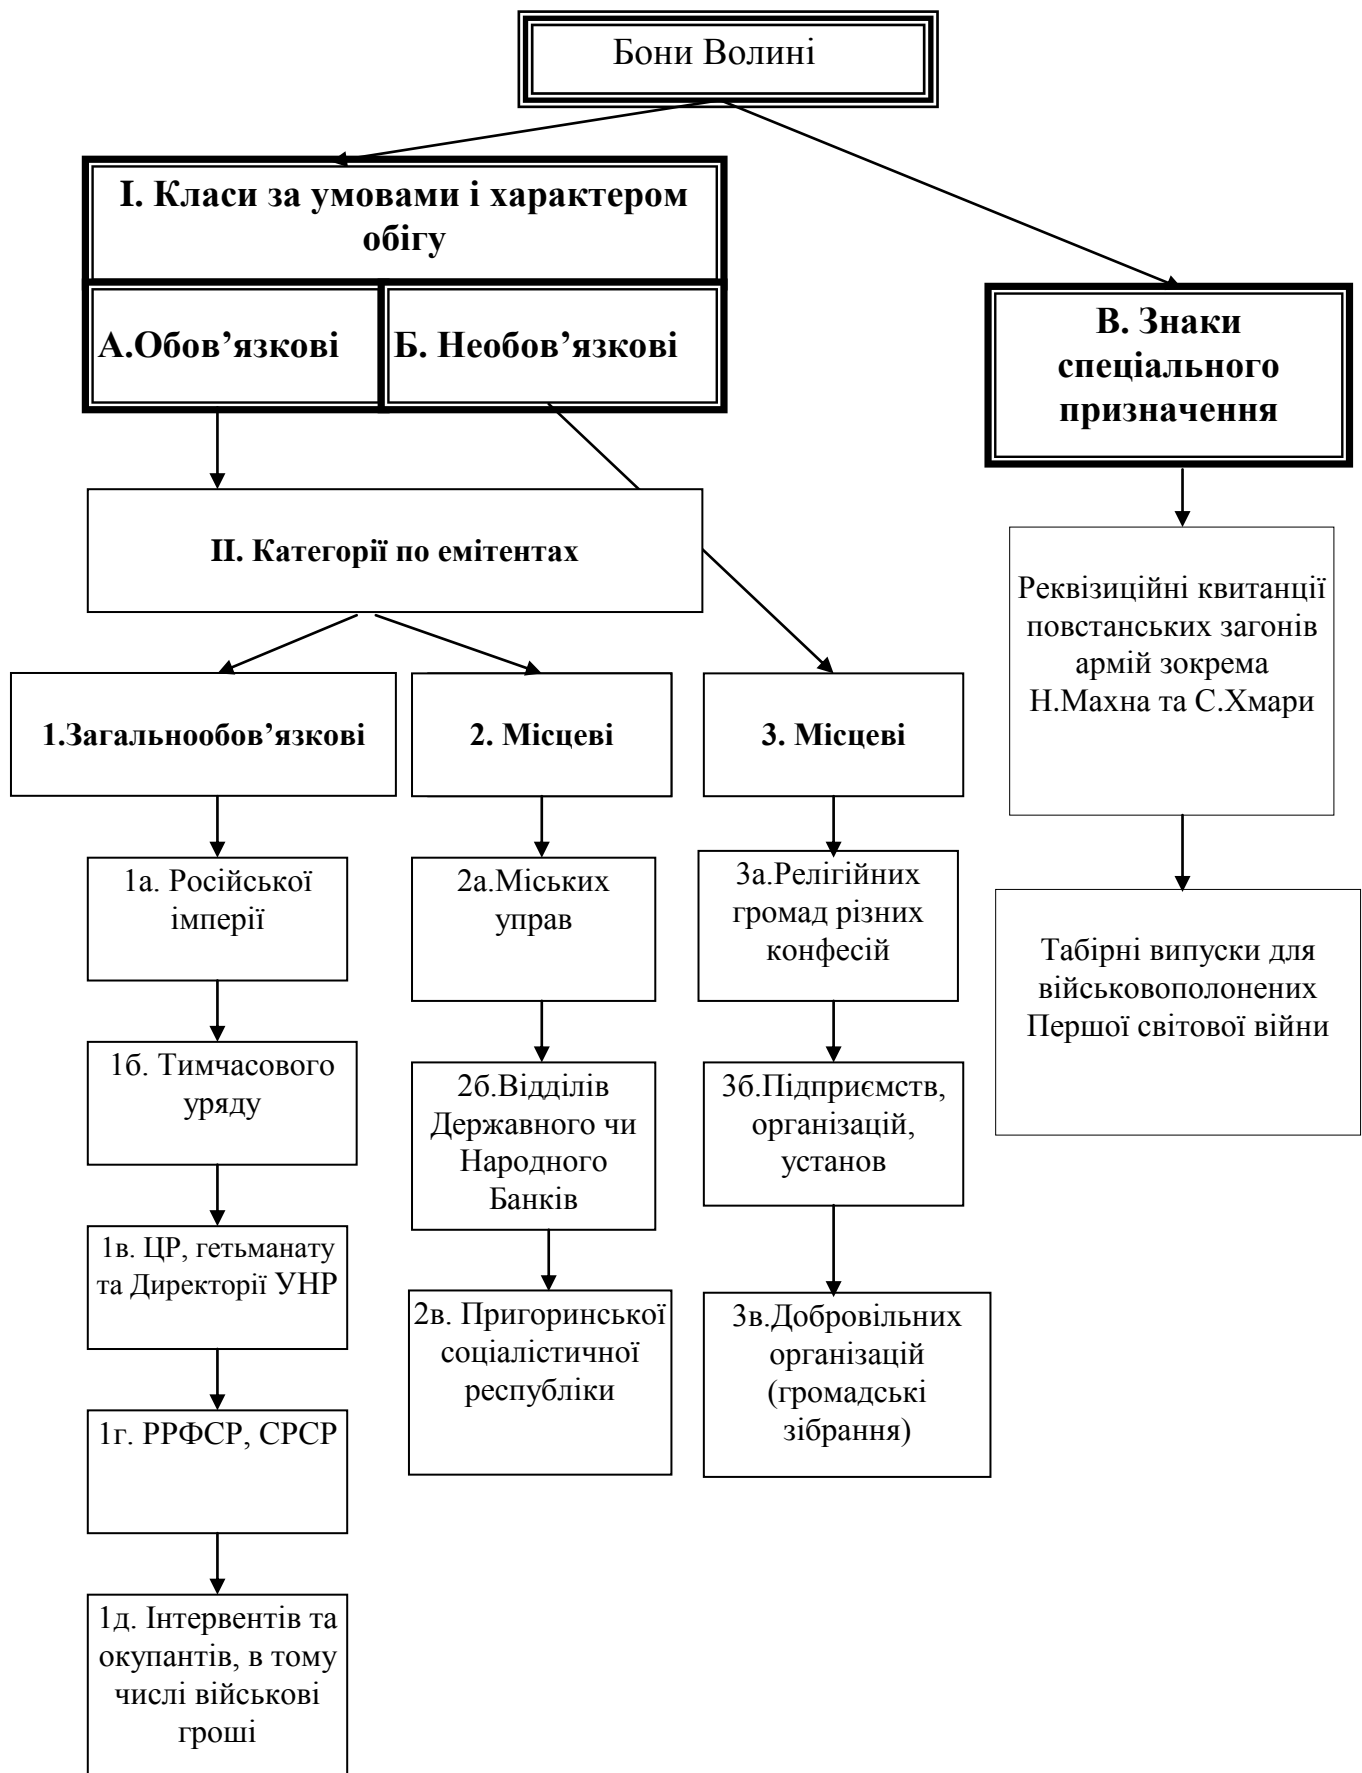 Бони Волині
І. Класи за умовами і характером
обігу
А.Обов’язкові
Б. Необов’язкові
В. Знаки
спеціального
призначення
ІІ. Категорії по емітентах
Реквізиційні квитанції
повстанських загонів
армій зокрема
Н.Махна та С.Хмари
1.Загальнообов’язкові
2. Місцеві
3. Місцеві
1а. Російської
імперії
2а.Міських
управ
3а.Релігійних
громад різних
конфесій
Табірні випуски для
військовополонених
Першої світової війни
1б. Тимчасового
уряду
2б.Відділів
Державного чи
Народного
Банків
3б.Підприємств,
організацій,
установ
1в. ЦР, гетьманату
та Директорії УНР
2в. Пригоринської
соціалістичної
республіки
3в.Добровільних
організацій
(громадські
зібрання)
1г. РРФСР, СРСР
1д. Інтервентів та
окупантів, в тому
числі військові
гроші